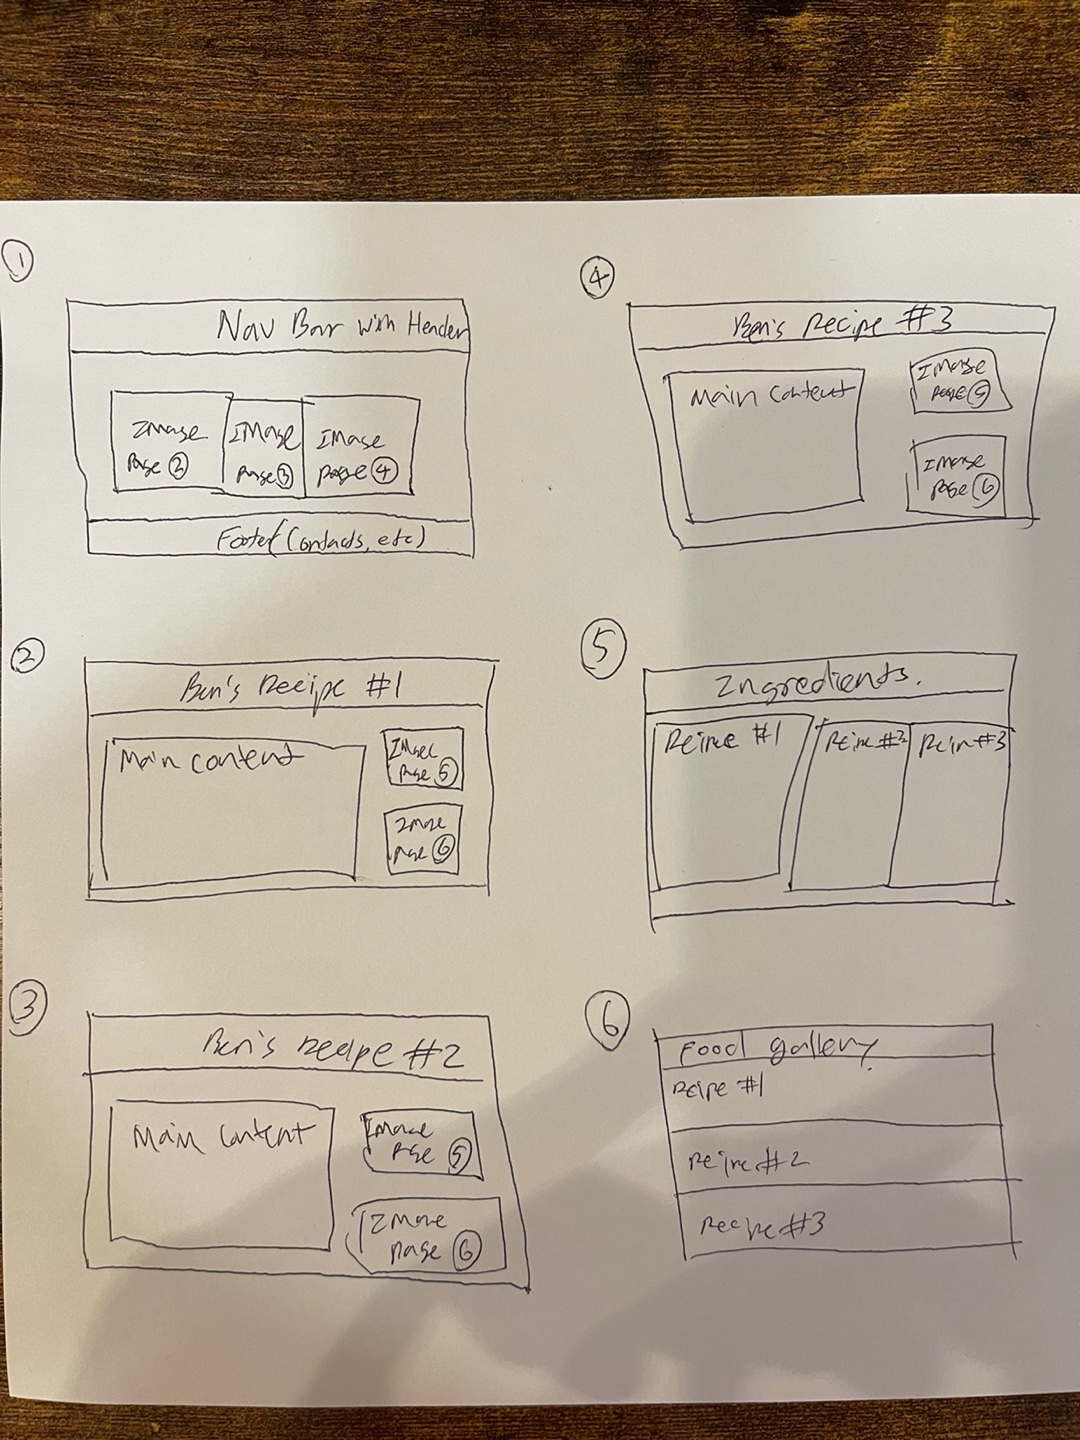 1
Nav Bar with Header
Image
Page 2
Image
Page 3
Image
page 4
Footer (Contacts, etc)
2
Ben's Recipe #1
Main content
Image
Page 5
Image
page 6
3
Ben's recipe #2
Main Content
Image
page 5
Image
page 6
4
Ben's Recipe #3
Main Content
Image
page 5
Image
Page 6
5
Ingredients.
Recipe #1
Recipe #2
Recipe #3
6
Food gallery
Recipe #1
Recipe #2
Recipe #3